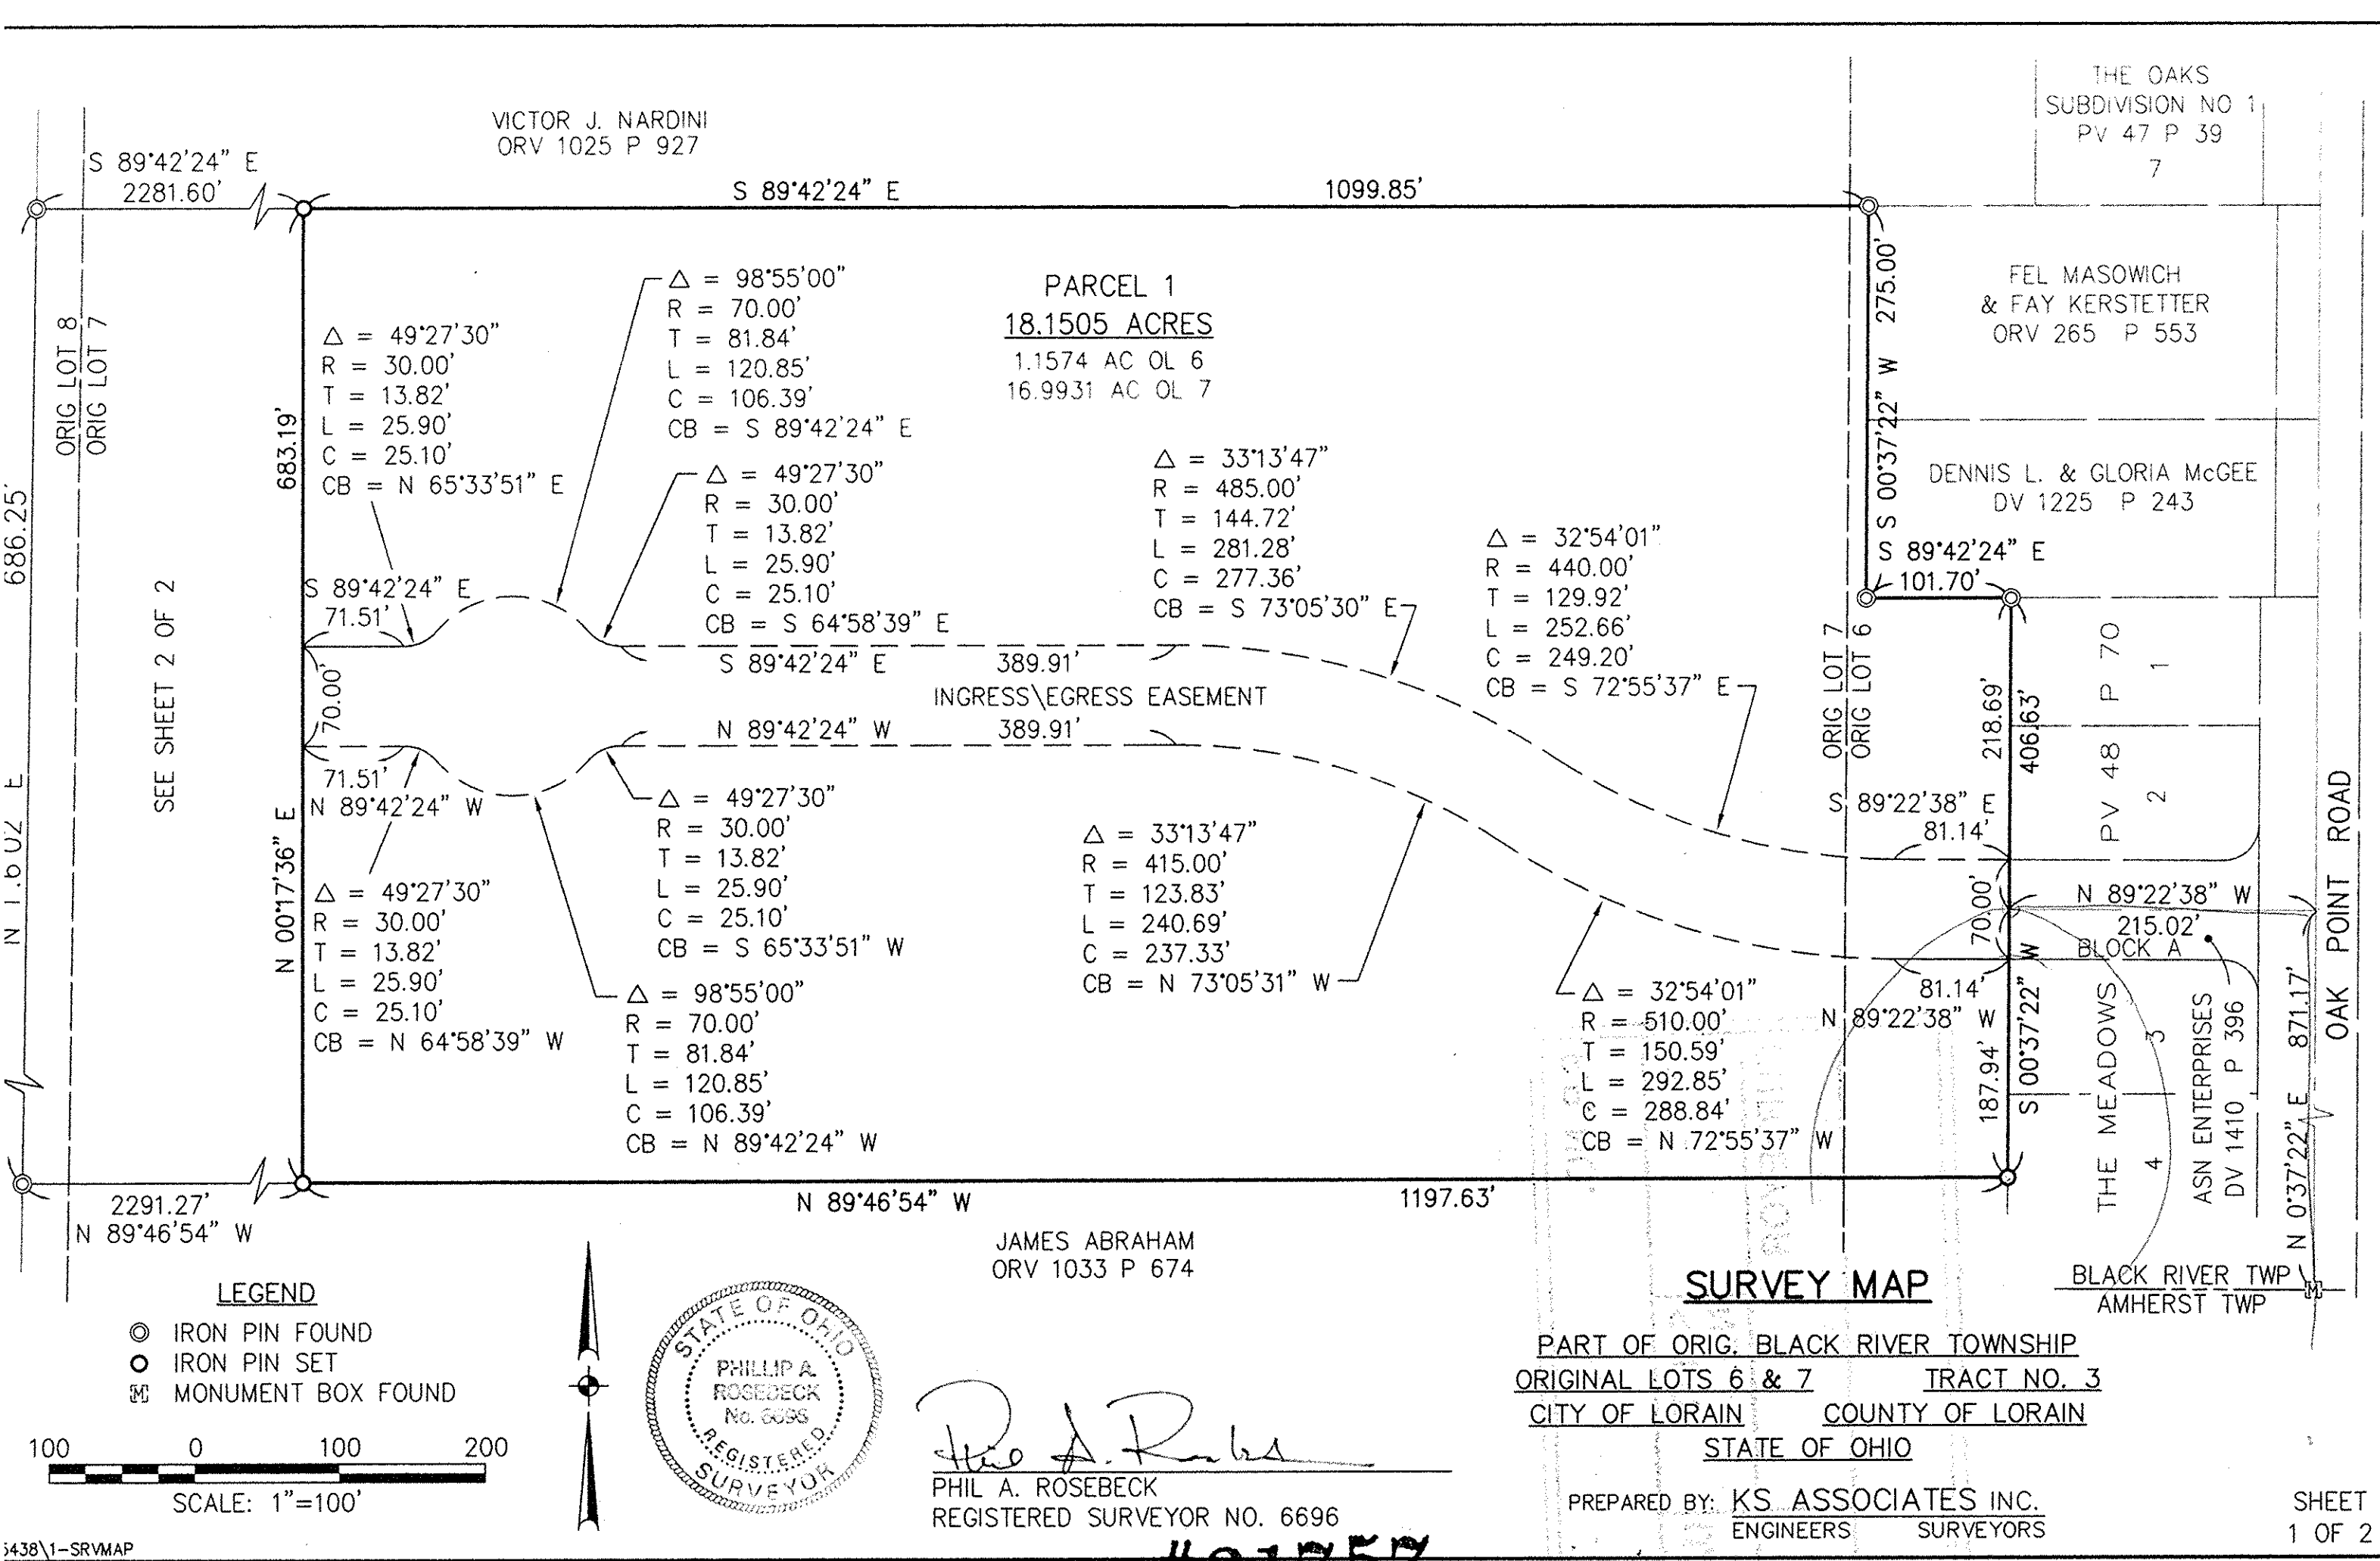 THE OAKS
SUBDIVISION NO 1
PV 47 P 39
7
VICTOR J. NARDINI
ORV 1025 P 927
S 89°42'24" E
2281.60'
S 89°42'24" E 1099.85'
275.00'
S 00°37'22" W
FEL MASOWICH
& FAY KERSTETTER
ORV 265 P 553
DENNIS L. & GLORIA McGEE
DV 1225 P 243
S 89°42'24" E
101.70'
ORIG LOT 8
ORIG LOT 7
686.25'
SEE SHEET 2 OF 2
683.19'
N 00°17'36" E
△ = 49°27'30"
R = 30.00'
T = 13.82'
L = 25.90'
C = 25.10'
CB = N 65°33'51" E
△ = 98°55'00"
R = 70.00'
T = 81.84'
L = 120.85'
C = 106.39'
CB = S 89°42'24" E
PARCEL 1
18.1505 ACRES
1.1574 AC OL 6
16.9931 AC OL 7
△ = 49°27'30"
R = 30.00'
T = 13.82'
L = 25.90'
C = 25.10'
CB = S 64°58'39" E
△ = 33°13'47"
R = 485.00'
T = 144.72'
L = 281.28'
C = 277.36'
CB = S 73°05'30" E
△ = 32°54'01"
R = 440.00'
T = 129.92'
L = 252.66'
C = 249.20'
CB = S 72°55'37" E
S 89°42'24" E
71.51'
70.00'
S 89°42'24" E 389.91'
INGRESS\EGRESS EASEMENT
N 89°42'24" W 389.91'
71.51'
N 89°42'24" W
ORIG LOT 7
ORIG LOT 6
218.69'
406.63'
PV 48 P 70
1
2
S 89°22'38" E
81.14'
70.00'
N 89°22'38" W
215.02'
BLOCK A
81.14'
N 89°22'38" W
S 00°37'22" W
187.94'
THE MEADOWS
3
4
ASN ENTERPRISES
DV 1410 P 396
N 0°37'22" E 871.17'
OAK POINT ROAD
△ = 49°27'30"
R = 30.00'
T = 13.82'
L = 25.90'
C = 25.10'
CB = N 64°58'39" W
△ = 49°27'30"
R = 30.00'
T = 13.82'
L = 25.90'
C = 25.10'
CB = S 65°33'51" W
△ = 98°55'00"
R = 70.00'
T = 81.84'
L = 120.85'
C = 106.39'
CB = N 89°42'24" W
△ = 33°13'47"
R = 415.00'
T = 123.83'
L = 240.69'
C = 237.33'
CB = N 73°05'31" W
△ = 32°54'01"
R = 510.00'
T = 150.59'
L = 292.85'
C = 288.84'
CB = N 72°55'37" W
2291.27'
N 89°46'54" W
N 89°46'54" W 1197.63'
JAMES ABRAHAM
ORV 1033 P 674
BLACK RIVER TWP
AMHERST TWP
LEGEND
IRON PIN FOUND
IRON PIN SET
M MONUMENT BOX FOUND
100 0 100 200
SCALE: 1"=100'
STATE OF OHIO
PHILLIP A.
ROSEBECK
No. 6696
REGISTERED
SURVEYOR
PHIL A. ROSEBECK
REGISTERED SURVEYOR NO. 6696
SURVEY MAP
PART OF ORIG. BLACK RIVER TOWNSHIP
ORIGINAL LOTS 6 & 7 TRACT NO. 3
CITY OF LORAIN COUNTY OF LORAIN
STATE OF OHIO
PREPARED BY: KS ASSOCIATES INC.
ENGINEERS SURVEYORS
SHEET
1 OF 2
5438\1-SRVMAP